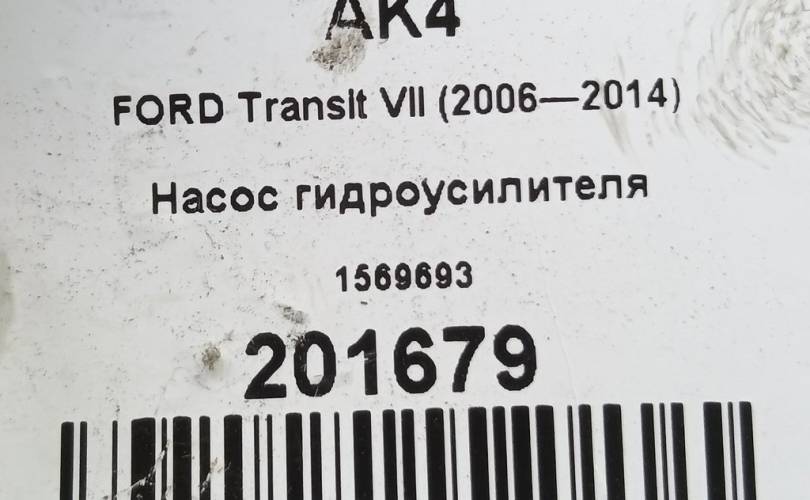 AK4
FORD Transit VII (2006—2014)
Насос гидроусилителя
1569693
201679